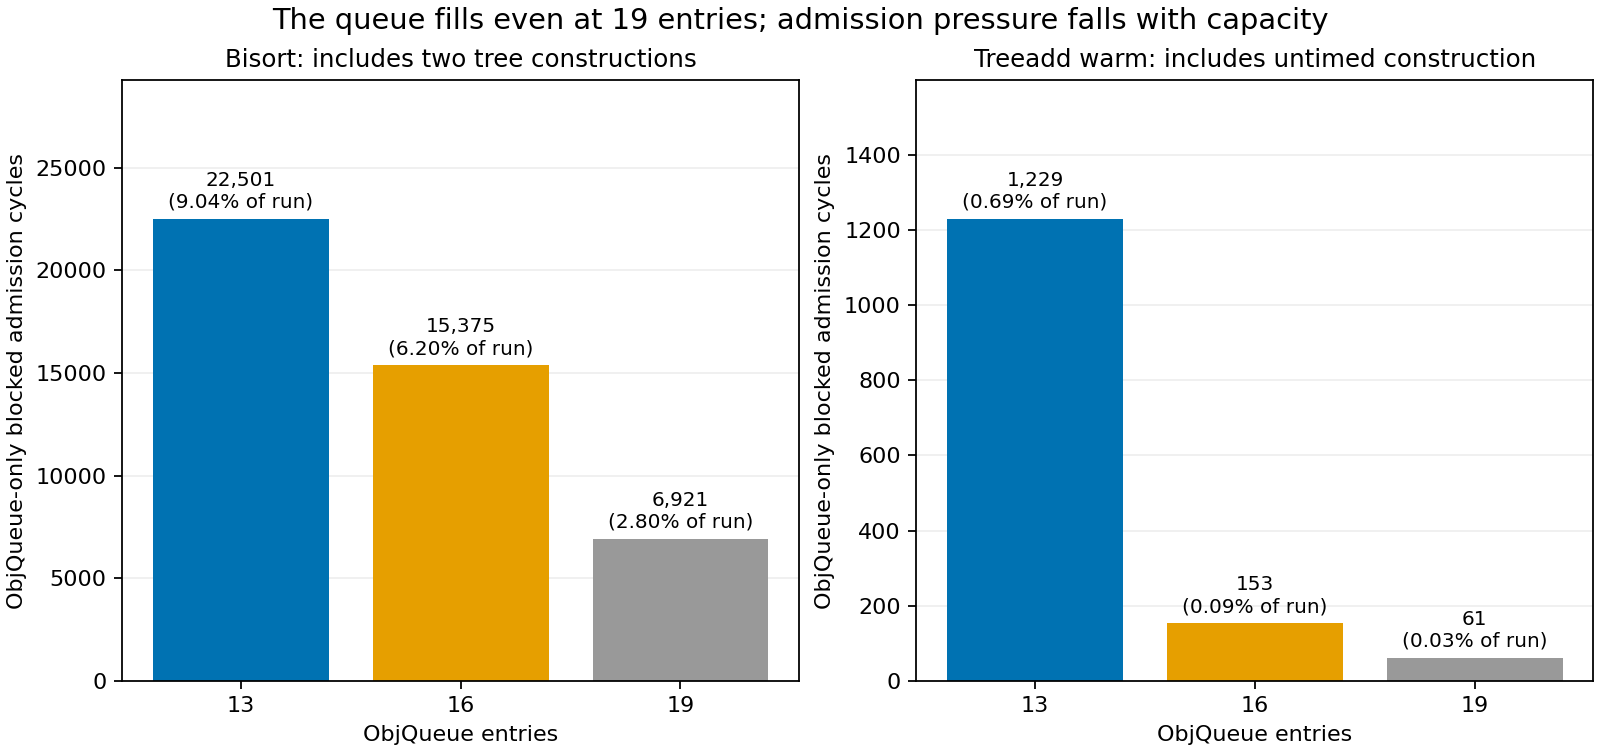 The queue fills even at 19 entries; admission pressure falls with capacity
Bisort: includes two tree constructions
ObjQueue-only blocked admission cycles
25000
20000
15000
10000
5000
0
22,501
(9.04% of run)
15,375
(6.20% of run)
6,921
(2.80% of run)
13
16
19
ObjQueue entries
Treeadd warm: includes untimed construction
ObjQueue-only blocked admission cycles
1400
1200
1000
800
600
400
200
0
1,229
(0.69% of run)
153
(0.09% of run)
61
(0.03% of run)
13
16
19
ObjQueue entries